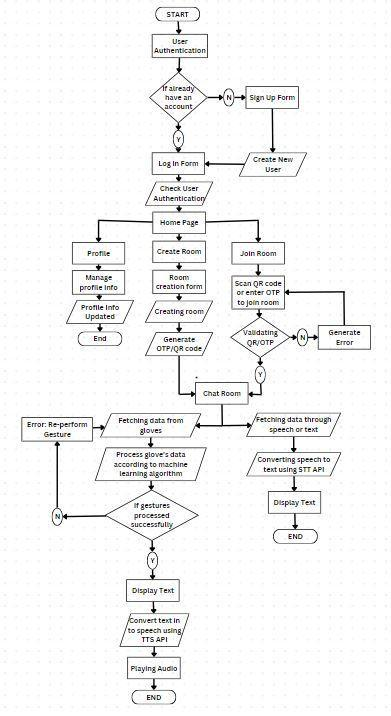 START
User
Authentication
If already
have an
account
N
Sign Up Form
Y
Log In Form
Create New
User
Check User
Authentication
Home Page
Profile
Create Room
Join Room
Manage
profile info
Room
creation form
Scan QR code
or enter OTP
to join room
Profile Info
Updated
Creating room
End
Generate
OTP/QR code
Validating
QR/OTP
N
Generate
Error
Y
Chat Room
Error: Re-perform
Gesture
Fetching data from
gloves
Fetching data through
speech or text
Process glove's data
according to machine
learning algorithm
Converting speech to
text using STT API
If gestures
processed
successfully
N
Display Text
END
Y
Display Text
Convert text in
to speech using
TTS API
Playing Audio
END